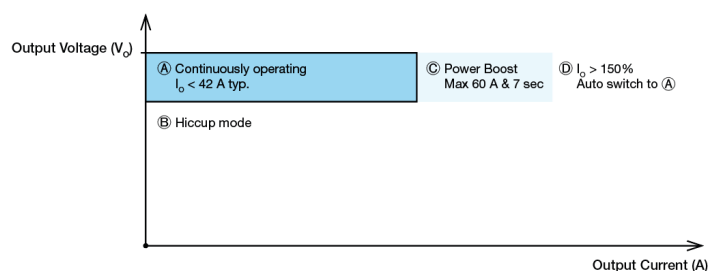 Output Voltage (Vo)
Ⓐ Continuously operating
Io < 42 A typ.
Ⓒ Power Boost
Max 60 A & 7 sec
Ⓓ Io > 150%
Auto switch to Ⓐ
Ⓑ Hiccup mode
Output Current (A)